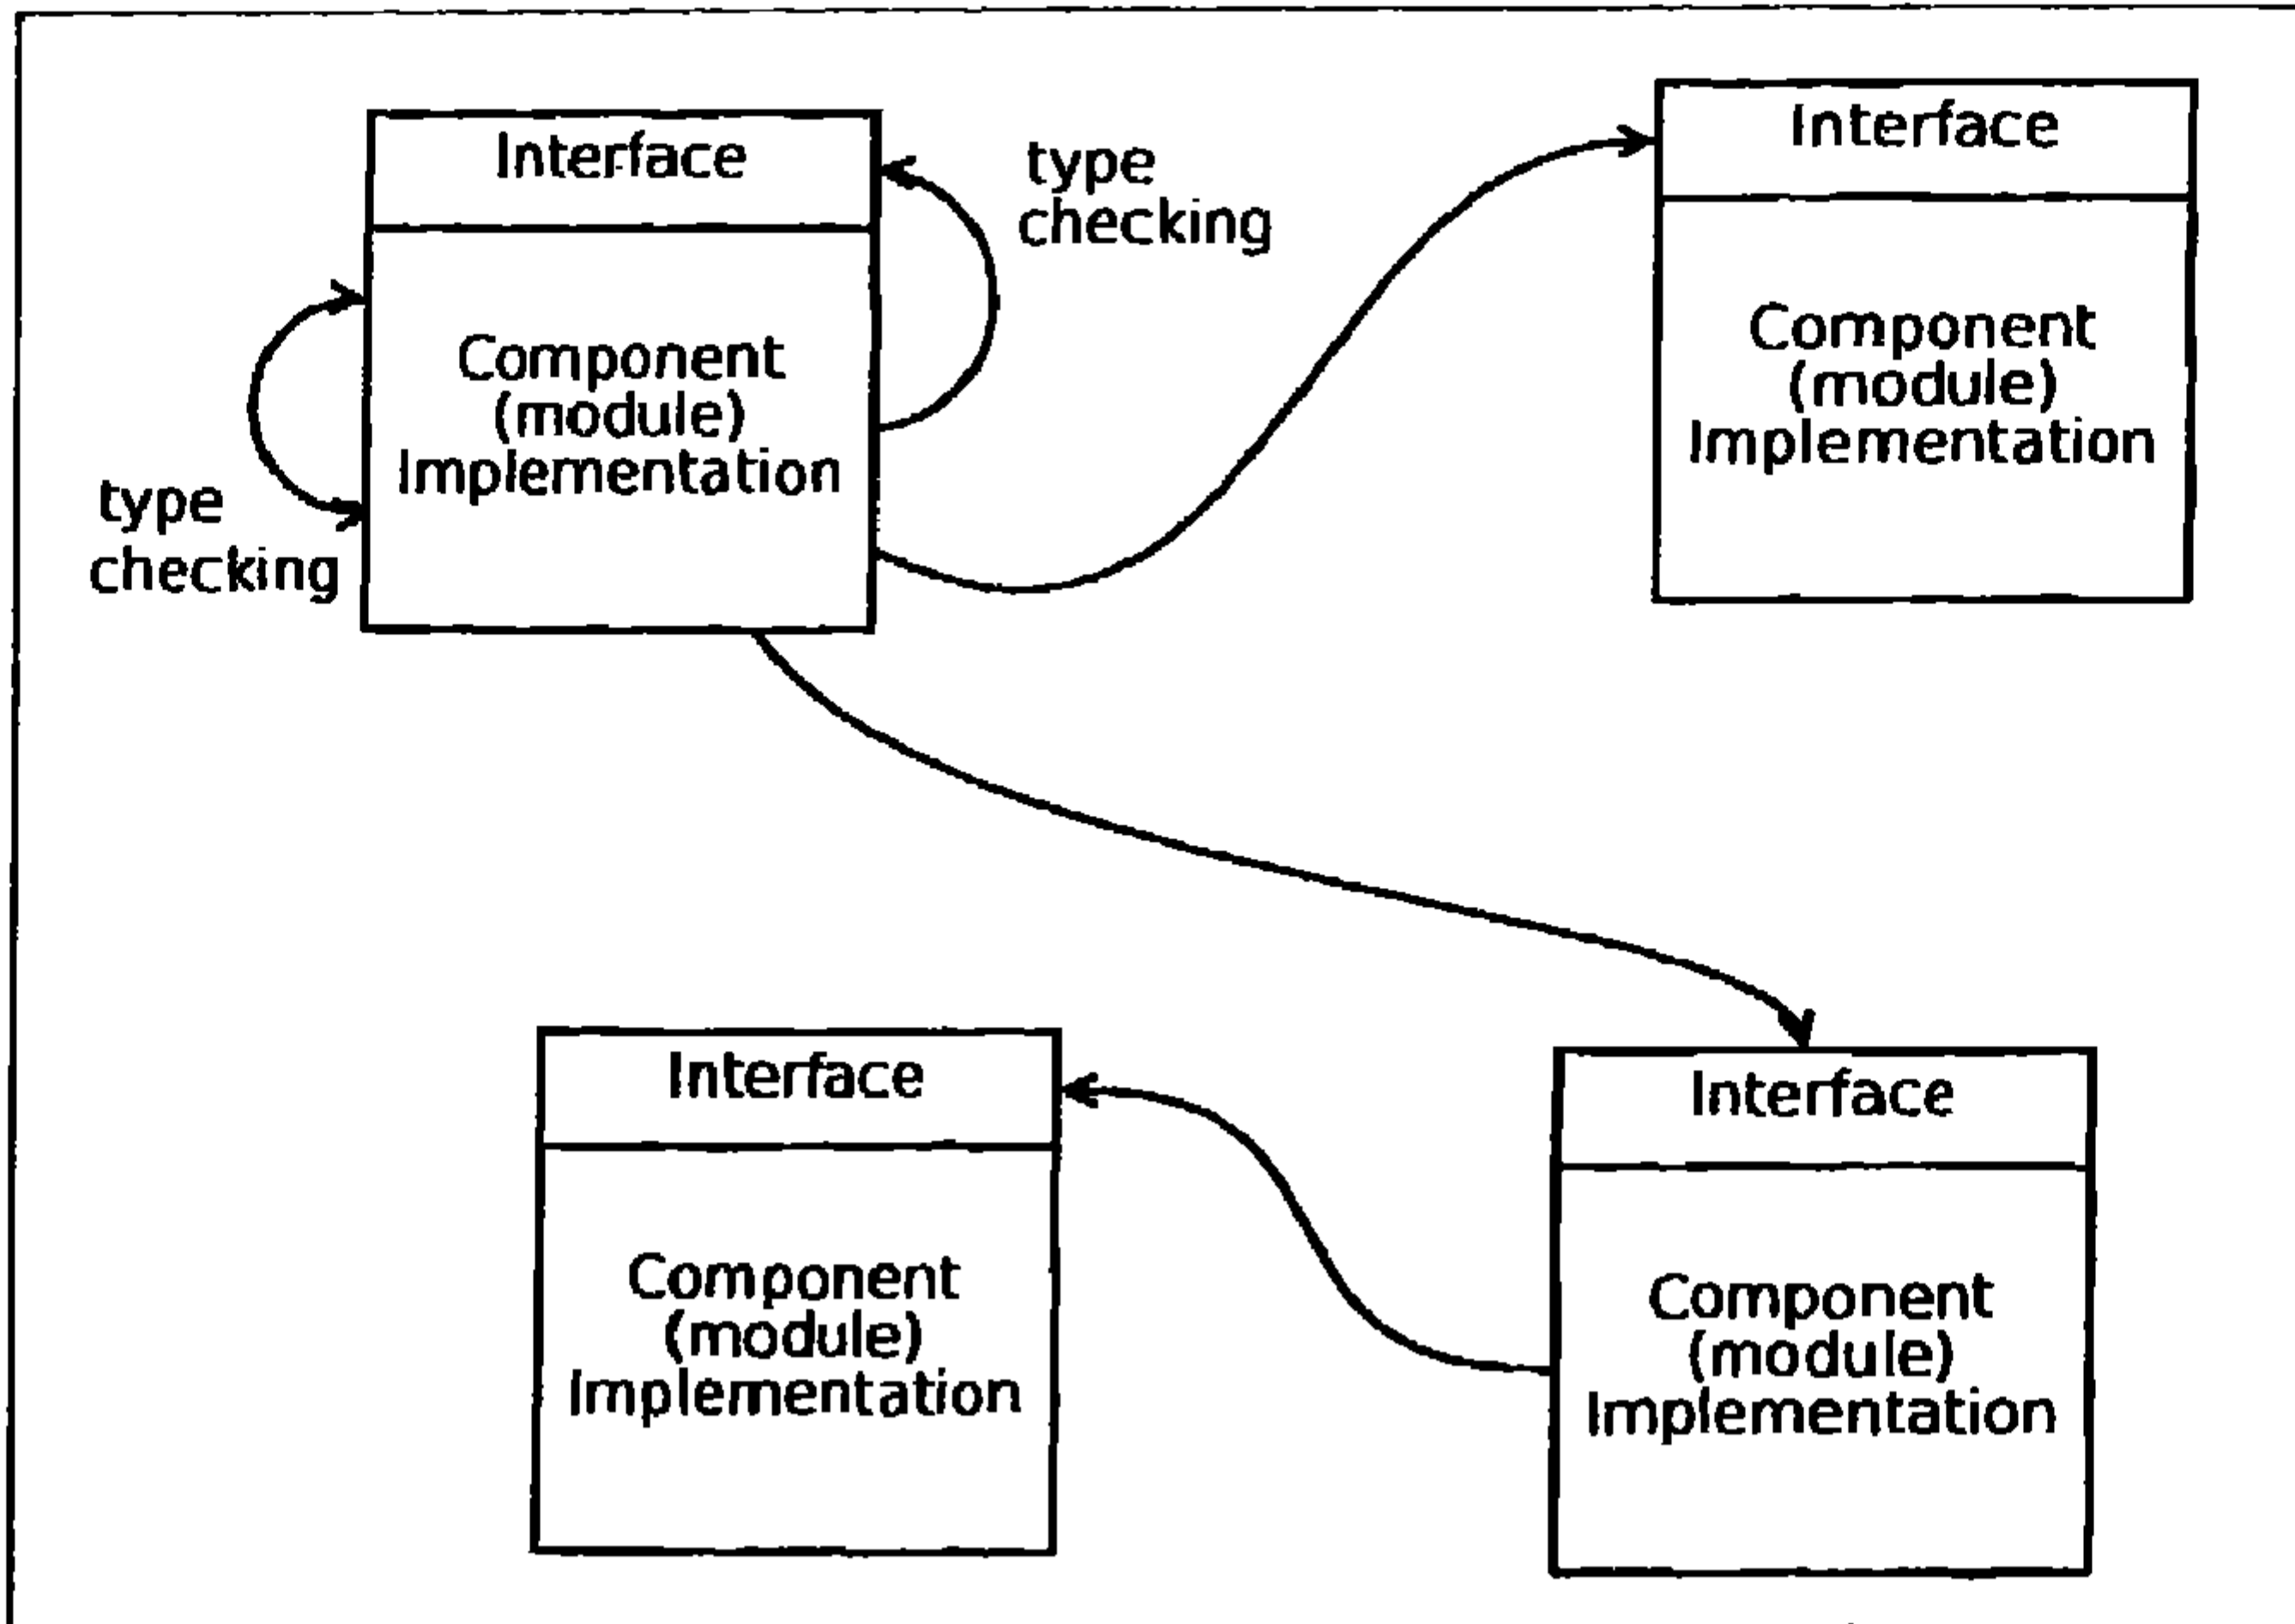 Interface
type
checking
Component
(module)
Implementation
type
checking
Interface
Component
(module)
Implementation
Interface
Component
(module)
Implementation
Interface
Component
(module)
Implementation